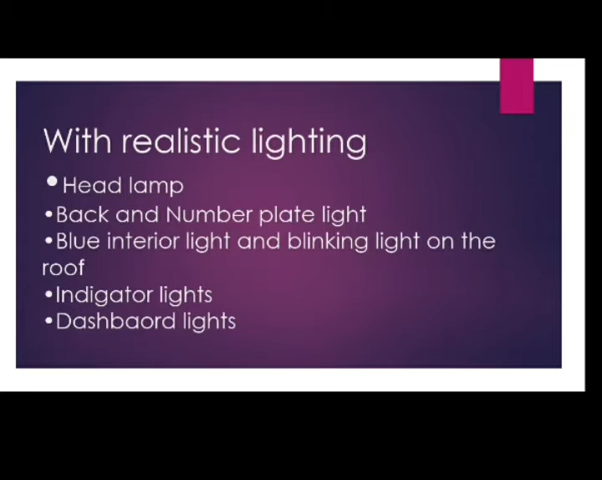 With realistic lighting
•Head lamp
•Back and Number plate light
•Blue interior light and blinking light on the
roof
•Indigator lights
•Dashbaord lights